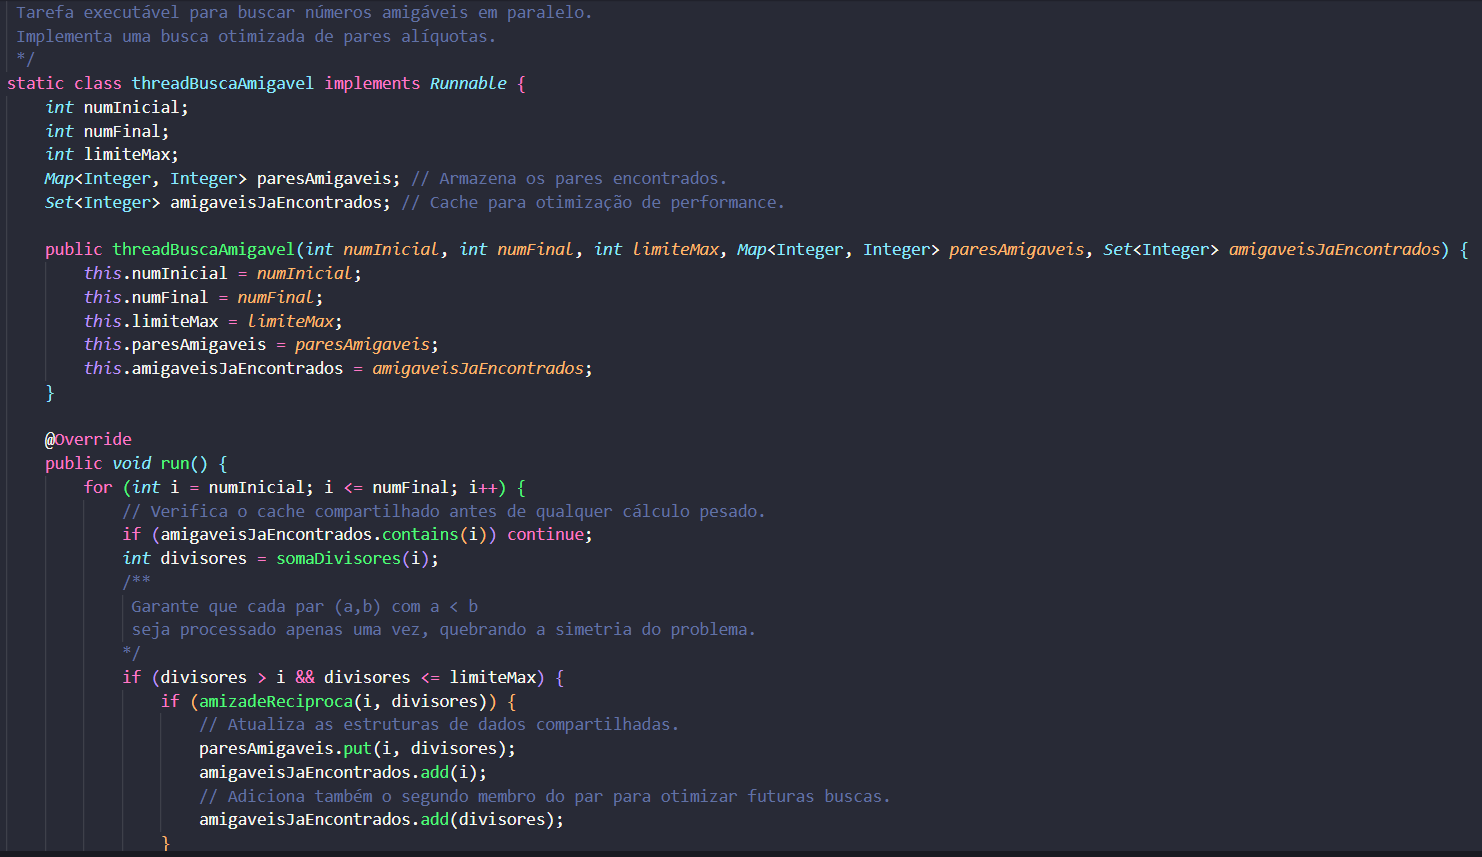 Tarefa executável para buscar números amigáveis em paralelo.
Implementa uma busca otimizada de pares alíquotas.
*/
static class threadBuscaAmigavel implements Runnable {
int numInicial;
int numFinal;
int limiteMax;
Map<Integer, Integer> paresAmigaveis; // Armazena os pares encontrados.
Set<Integer> amigaveisJaEncontrados; // Cache para otimização de performance.
public threadBuscaAmigavel(int numInicial, int numFinal, int limiteMax, Map<Integer, Integer> paresAmigaveis, Set<Integer> amigaveisJaEncontrados) {
this.numInicial = numInicial;
this.numFinal = numFinal;
this.limiteMax = limiteMax;
this.paresAmigaveis = paresAmigaveis;
this.amigaveisJaEncontrados = amigaveisJaEncontrados;
}
@Override
public void run() {
for (int i = numInicial; i <= numFinal; i++) {
// Verifica o cache compartilhado antes de qualquer cálculo pesado.
if (amigaveisJaEncontrados.contains(i)) continue;
int divisores = somaDivisores(i);
/**
Garante que cada par (a,b) com a < b
seja processado apenas uma vez, quebrando a simetria do problema.
*/
if (divisores > i && divisores <= limiteMax) {
if (amizadeReciproca(i, divisores)) {
// Atualiza as estruturas de dados compartilhadas.
paresAmigaveis.put(i, divisores);
amigaveisJaEncontrados.add(i);
// Adiciona também o segundo membro do par para otimizar futuras buscas.
amigaveisJaEncontrados.add(divisores);
}